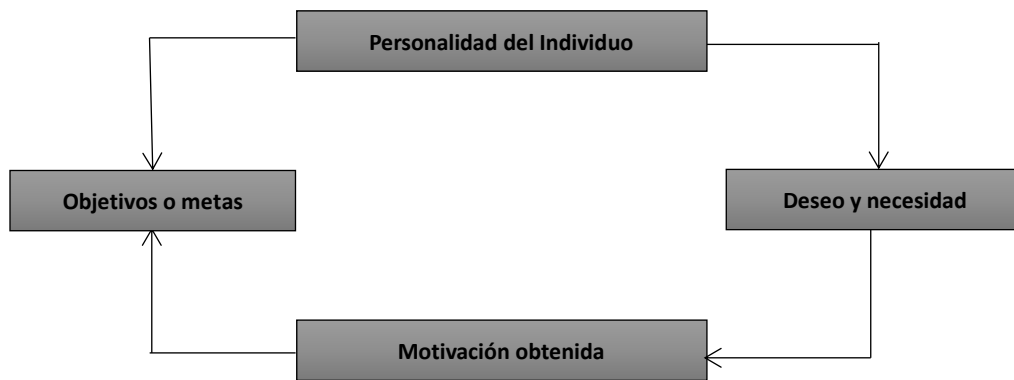 Personalidad del Individuo
Objetivos o metas
Deseo y necesidad
Motivación obtenida